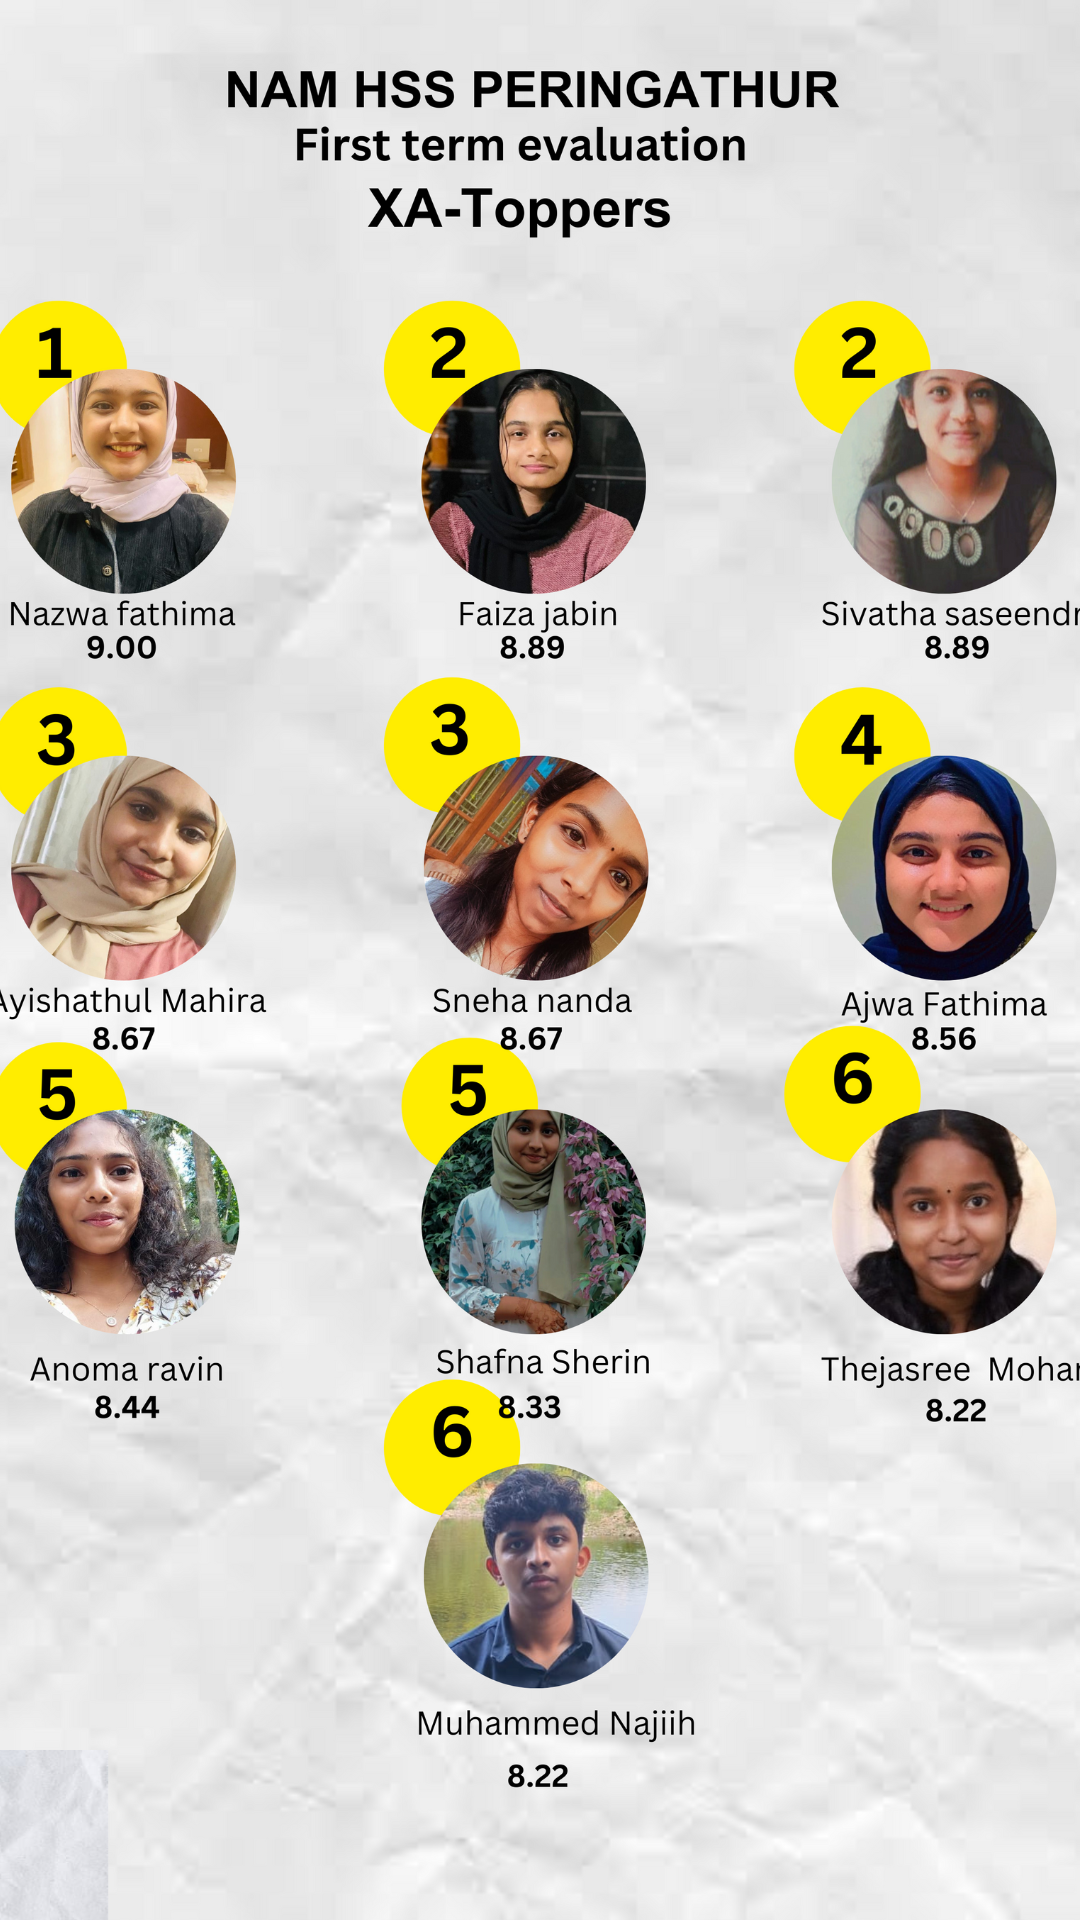 NAM HSS PERINGATHUR
First term evaluation
XA-Toppers
1
2
2
Nazwa fathima
Faiza jabin
Sivatha saseendr
9.00
8.89
8.89
3
3
4
Ayishathul Mahira
Sneha nanda
Ajwa Fathima
8.67
8.67
8.56
5
5
6
Anoma ravin
Shafna Sherin
Thejasree Mohan
8.44
8.33
8.22
6
Muhammed Najiih
8.22